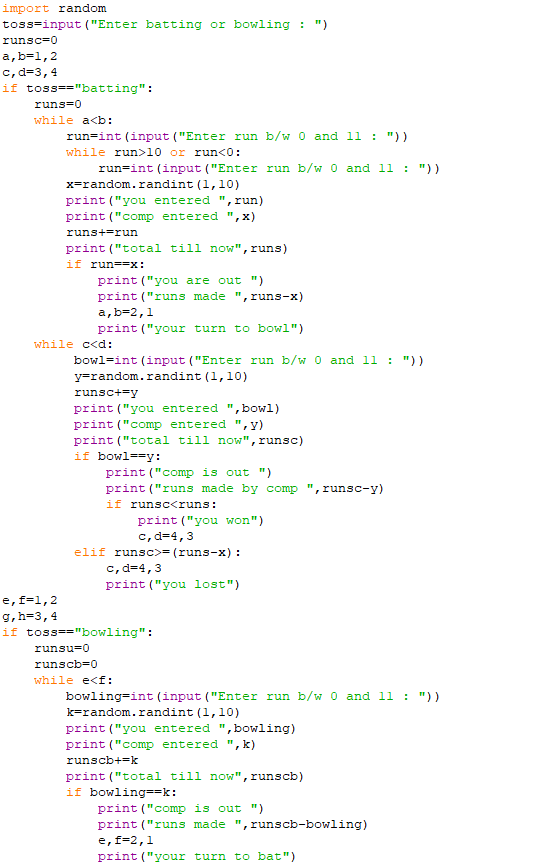 import random
toss=input("Enter batting or bowling : ")
runsc=0
a,b=1,2
c,d=3,4
if toss=="batting":
    runs=0
    while a<b:
        run=int(input("Enter run b/w 0 and 11 : "))
        while run>10 or run<0:
            run=int(input("Enter run b/w 0 and 11 : "))
        x=random.randint(1,10)
        print("you entered ",run)
        print("comp entered ",x)
        runs+=run
        print("total till now",runs)
        if run==x:
            print("you are out ")
            print("runs made ",runs-x)
            a,b=2,1
            print("your turn to bowl")
    while c<d:
         bowl=int(input("Enter run b/w 0 and 11 : "))
         y=random.randint(1,10)
         runsc+=y
         print("you entered ",bowl)
         print("comp entered ",y)
         print("total till now",runsc)
         if bowl==y:
             print("comp is out ")
             print("runs made by comp ",runsc-y)
             if runsc<runs:
                 print("you won")
                 c,d=4,3
         elif runsc>=(runs-x):
             c,d=4,3
             print("you lost")
e,f=1,2
g,h=3,4
if toss=="bowling":
    runsu=0
    runscb=0
    while e<f:
        bowling=int(input("Enter run b/w 0 and 11 : "))
        k=random.randint(1,10)
        print("you entered ",bowling)
        print("comp entered ",k)
        runscb+=k
        print("total till now",runscb)
        if bowling==k:
            print("comp is out ")
            print("runs made ",runscb-bowling)
            e,f=2,1
            print("your turn to bat")